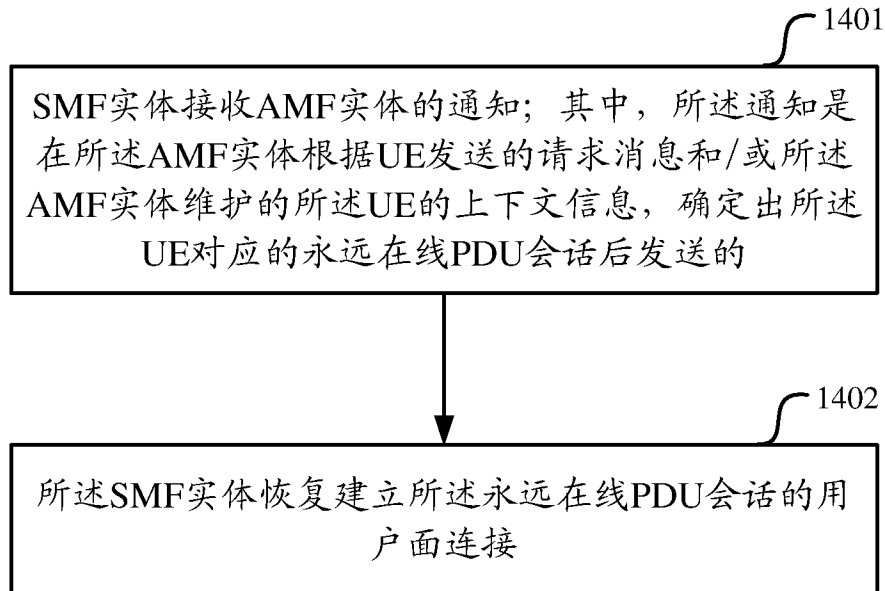 1401
SMF实体接收AMF实体的通知；其中，所述通知是
在所述AMF实体根据UE发送的请求消息和/或所述
AMF实体维护的所述UE的上下文信息，确定出所述
UE对应的永远在线PDU会话后发送的
1402
所述SMF实体恢复建立所述永远在线PDU会话的用
户面连接